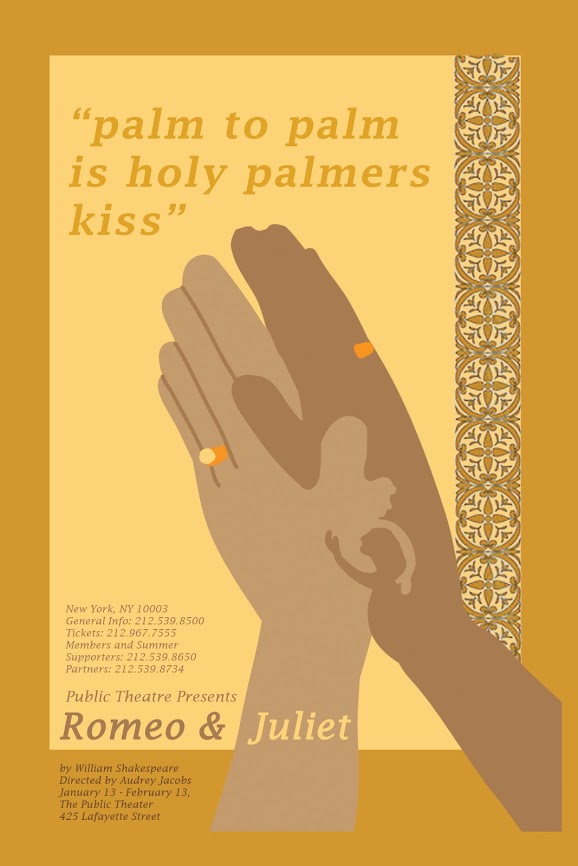 “palm to palm
is holy palmers
kiss”
New York, NY 10003
General Info: 212.539.8500
Tickets: 212.967.7555
Members and Summer
Supporters: 212.539.8650
Partners: 212.539.8734
Public Theatre Presents
Romeo & Juliet
by William Shakespeare
Directed by Audrey Jacobs
January 13 - February 13,
The Public Theater
425 Lafayette Street